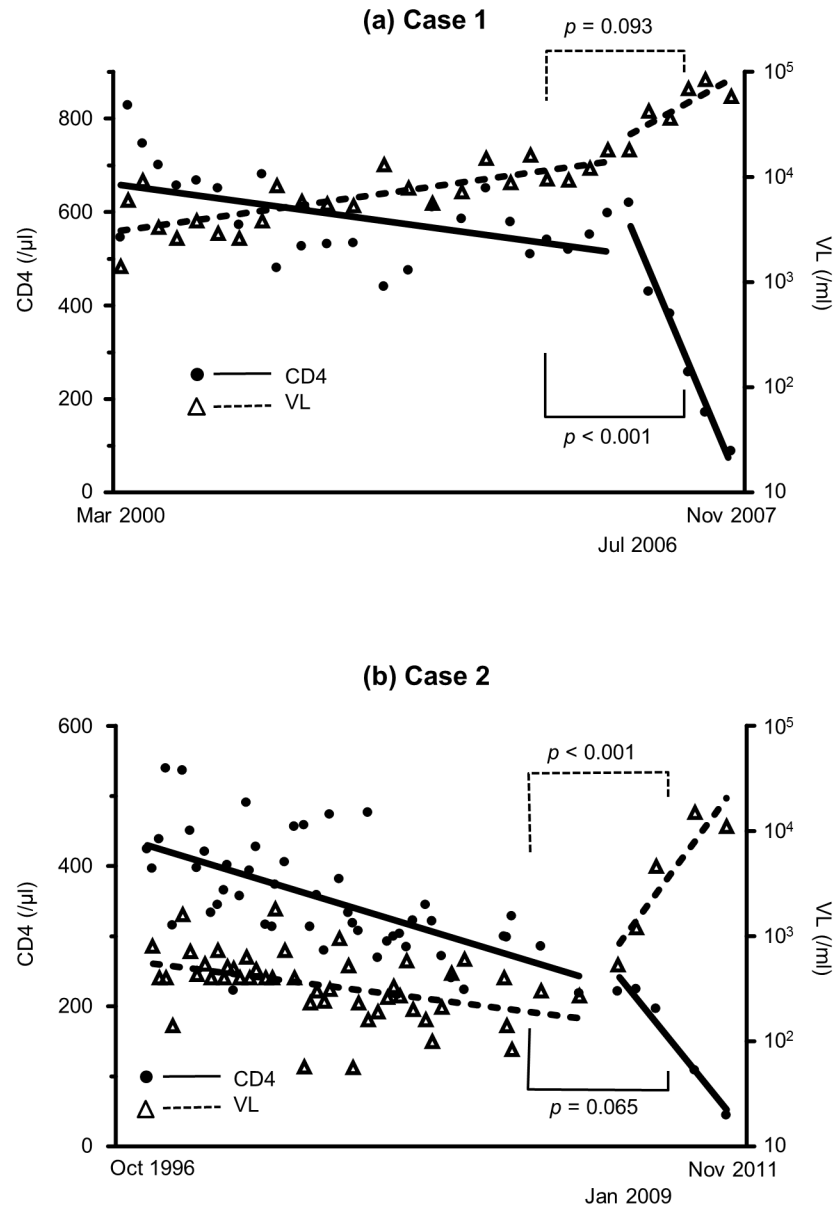 (a) Case 1
p = 0.093
CD4 (/µl)
800
600
400
200
0
10⁵
10⁴
10³
10²
10
VL (/ml)
CD4
VL
p < 0.001
Mar 2000
Nov 2007
Jul 2006
(b) Case 2
p < 0.001
CD4 (/µl)
600
400
200
0
10⁵
10⁴
10³
10²
10
VL (/ml)
CD4
VL
p = 0.065
Oct 1996
Nov 2011
Jan 2009